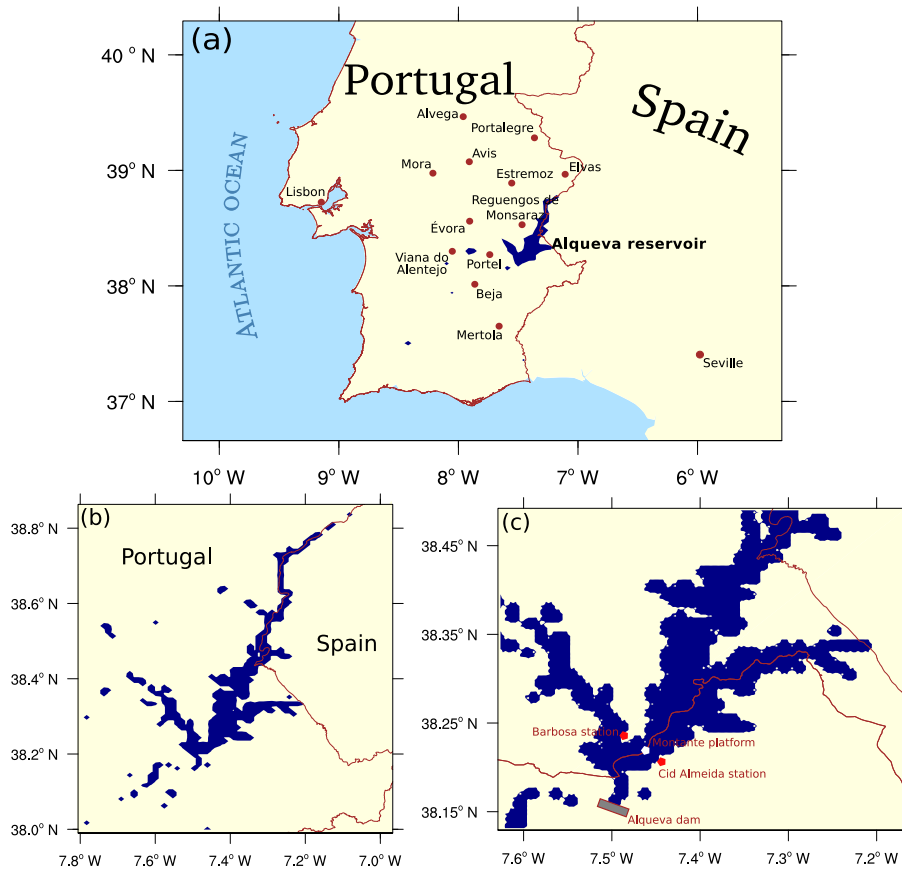 (a)
40° N
39° N
38° N
37° N
10° W
9° W
8° W
7° W
6° W
Portugal
Spain
ATLANTIC OCEAN
Alvega
Portalegre
Avis
Mora
Elvas
Estremoz
Lisbon
Reguengos de
Monsaraz
Évora
Alqueva reservoir
Viana do
Alentejo
Portel
Beja
Mertola
Seville
(b)
38.8° N
38.6° N
38.4° N
38.2° N
38.0° N
7.8° W
7.6° W
7.4° W
7.2° W
7.0° W
Portugal
Spain
(c)
38.45° N
38.35° N
38.25° N
38.15° N
7.6° W
7.5° W
7.4° W
7.3° W
7.2° W
Barbosa station
Montante platform
Cid Almeida station
Alqueva dam